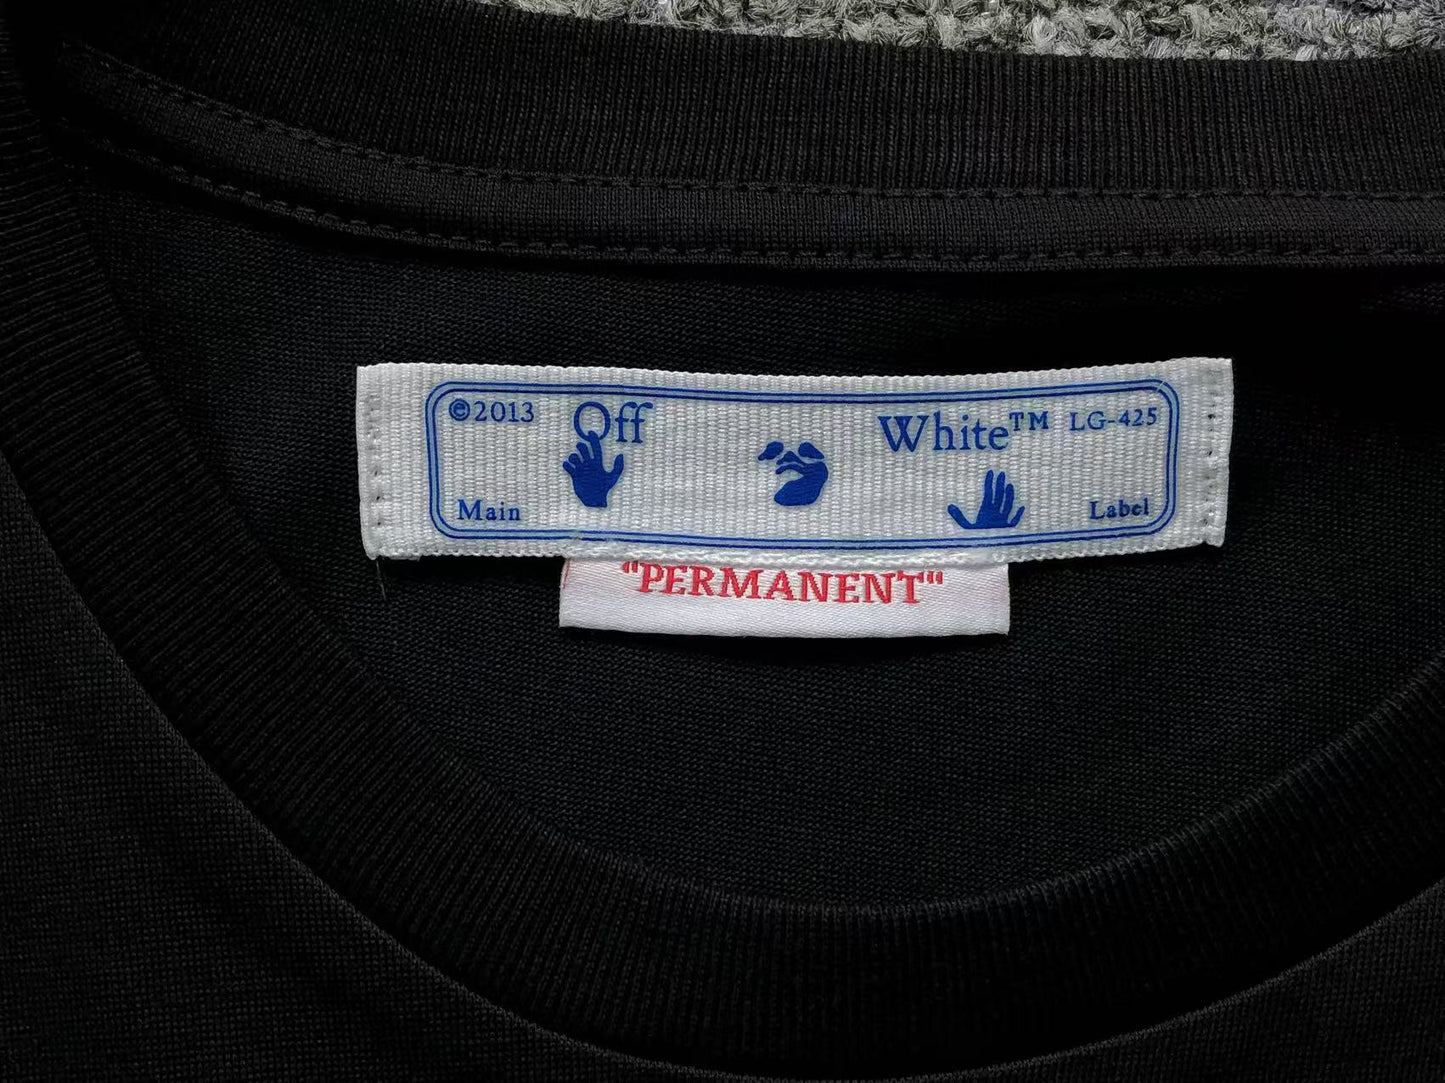 ©2013 Off White™ LG-425
Main Label
"PERMANENT"